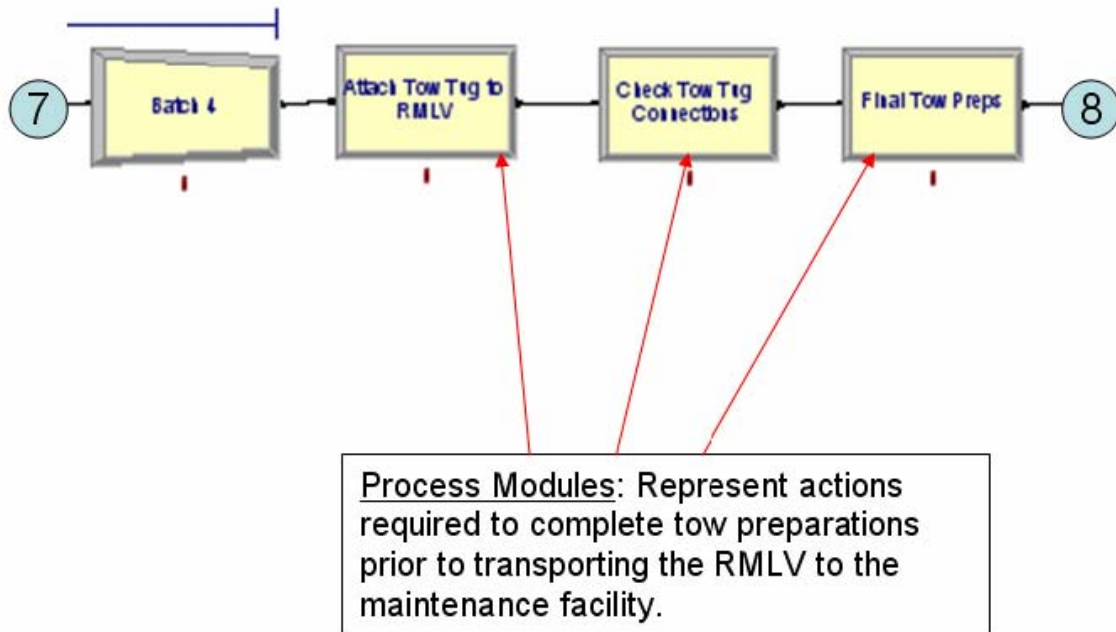 7
Batch 4
Attach Tow Tug to
RMLV
Check Tow Tug
Connections
Final Tow Preps
8
Process Modules: Represent actions
required to complete tow preparations
prior to transporting the RMLV to the
maintenance facility.